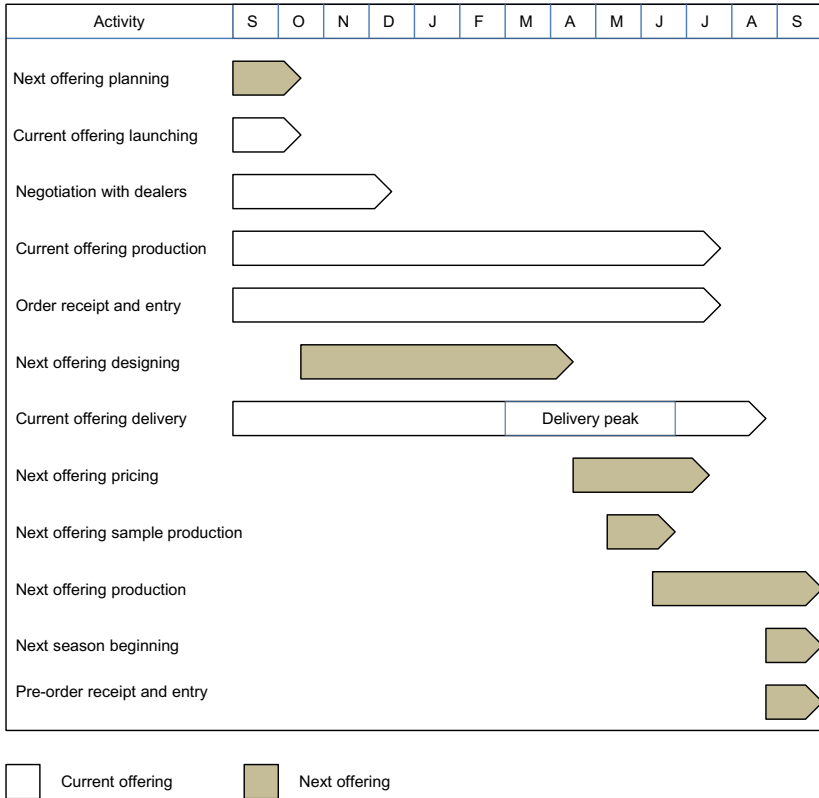 Activity S O N D J F M A M J J A S
Next offering planning
Current offering launching
Negotiation with dealers
Current offering production
Order receipt and entry
Next offering designing
Current offering delivery Delivery peak
Next offering pricing
Next offering sample production
Next offering production
Next season beginning
Pre-order receipt and entry
Current offering Next offering